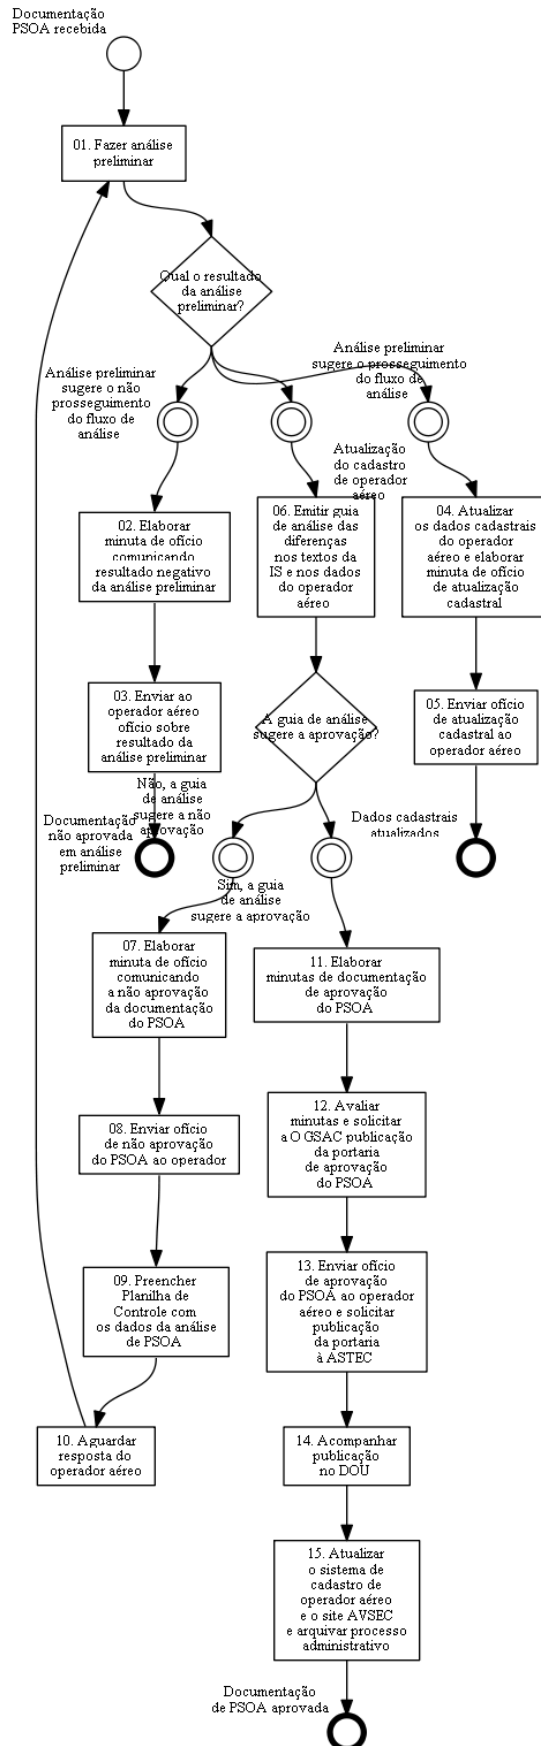 Documentação
PSOA recebida
01. Fazer análise
preliminar
Qual o resultado
da análise
preliminar?
Análise preliminar
sugere o não
prosseguimento
do fluxo de
análise
Análise preliminar
sugere o prosseguimento
do fluxo de
análise
Atualização
do cadastro
de operador
aéreo
02. Elaborar
minuta de ofício
comunicando
resultado negativo
da análise preliminar
06. Emitir guia
de análise das
diferenças
nos textos da
IS e nos dados
do operador
aéreo
04. Atualizar
os dados cadastrais
do operador
aéreo e elaborar
minuta de ofício
de atualização
cadastral
03. Enviar ao
operador aéreo
ofício sobre
resultado da
análise preliminar
A guia de análise
sugere a aprovação?
05. Enviar ofício
de atualização
cadastral ao
operador aéreo
Não, a guia
de análise
sugere a não
aprovação
Documentação
não aprovada
em análise
preliminar
Dados cadastrais
atualizados
Sim, a guia
de análise
sugere a aprovação
07. Elaborar
minuta de ofício
comunicando
a não aprovação
da documentação
do PSOA
11. Elaborar
minutas de documentação
de aprovação
do PSOA
08. Enviar ofício
de não aprovação
do PSOA ao operador
12. Avaliar
minutas e solicitar
a O GSAC publicação
da portaria
de aprovação
do PSOA
09. Preencher
Planilha de
Controle com
os dados da análise
de PSOA
13. Enviar ofício
de aprovação
do PSOA ao operador
aéreo e solicitar
publicação
da portaria
à ASTEC
10. Aguardar
resposta do
operador aéreo
14. Acompanhar
publicação
no DOU
15. Atualizar
o sistema de
cadastro de
operador aéreo
e o site AVSEC
e arquivar processo
administrativo
Documentação
de PSOA aprovada